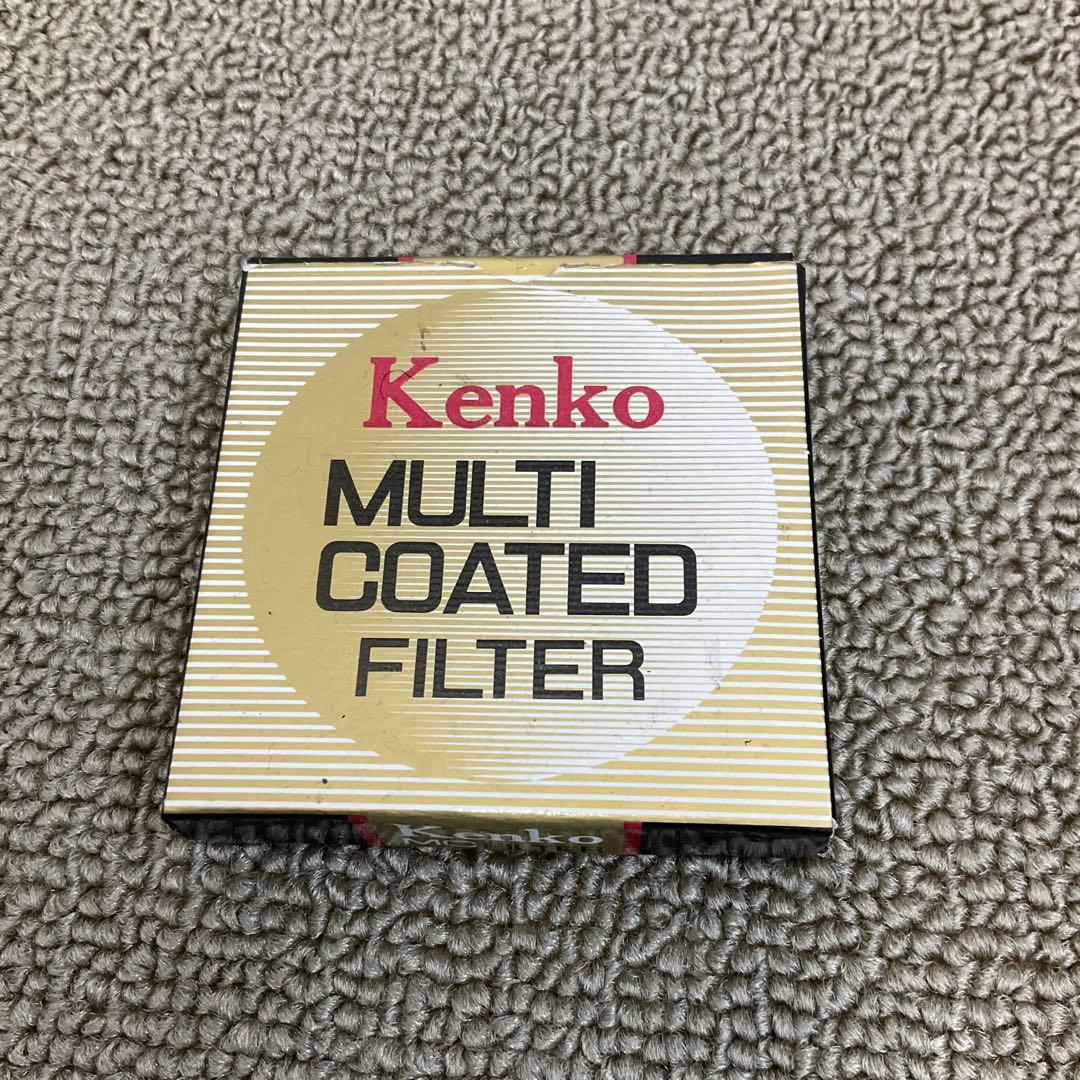 Kenko
MULTI
COATED
FILTER
Kenko